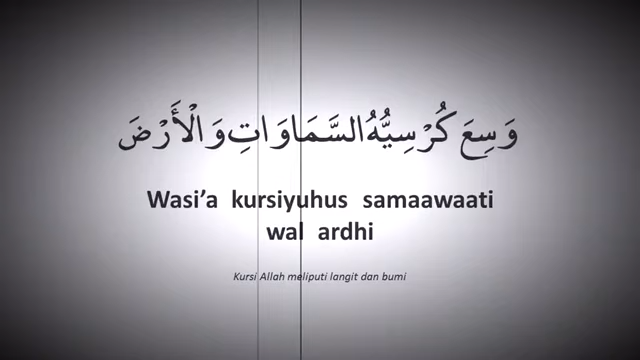 وَسِعَ كُرْسِيُّهُ السَّمَاوَاتِ وَالْأَرْضَ
Wasi’a kursiyuhus samaawaati
wal ardhi
Kursi Allah meliputi langit dan bumi